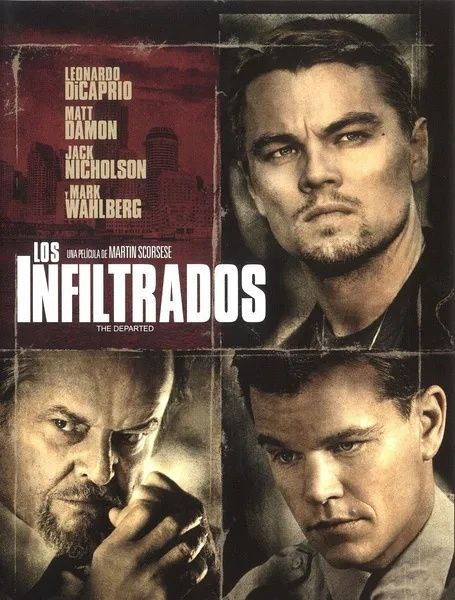 LEONARDO
DiCAPRIO
MATT
DAMON
JACK
NICHOLSON
Y MARK
WAHLBERG
LOS
UNA PELÍCULA DE MARTIN SCORSESE
INFILTRADOS
THE DEPARTED